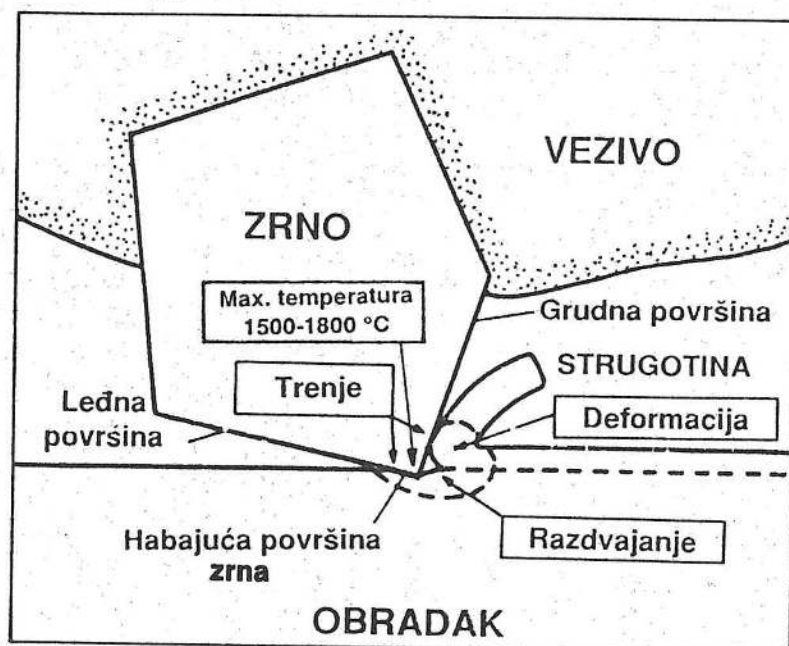 VEZIVO
ZRNO
Max. temperatura
1500-1800 °C
Grudna površina
STRUGOTINA
Trenje
Leđna
površina
Deformacija
Habajuća površina
zrna
Razdvajanje
OBRADAK